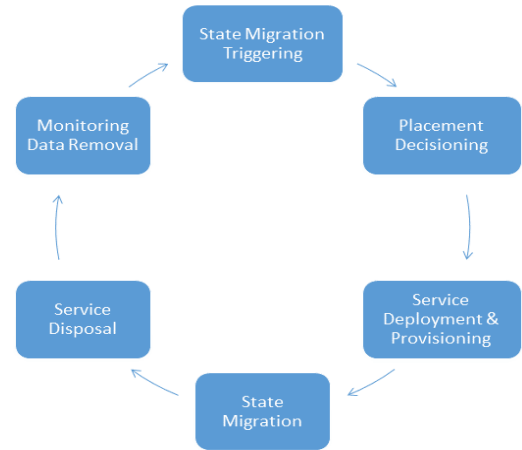 State Migration
Triggering
Placement
Decisioning
Service
Deployment &
Provisioning
State
Migration
Service
Disposal
Monitoring
Data Removal